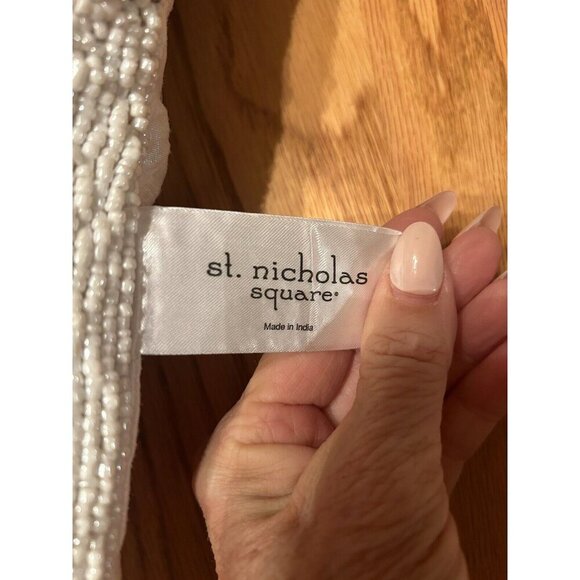 st. nicholas
square®
Made in India